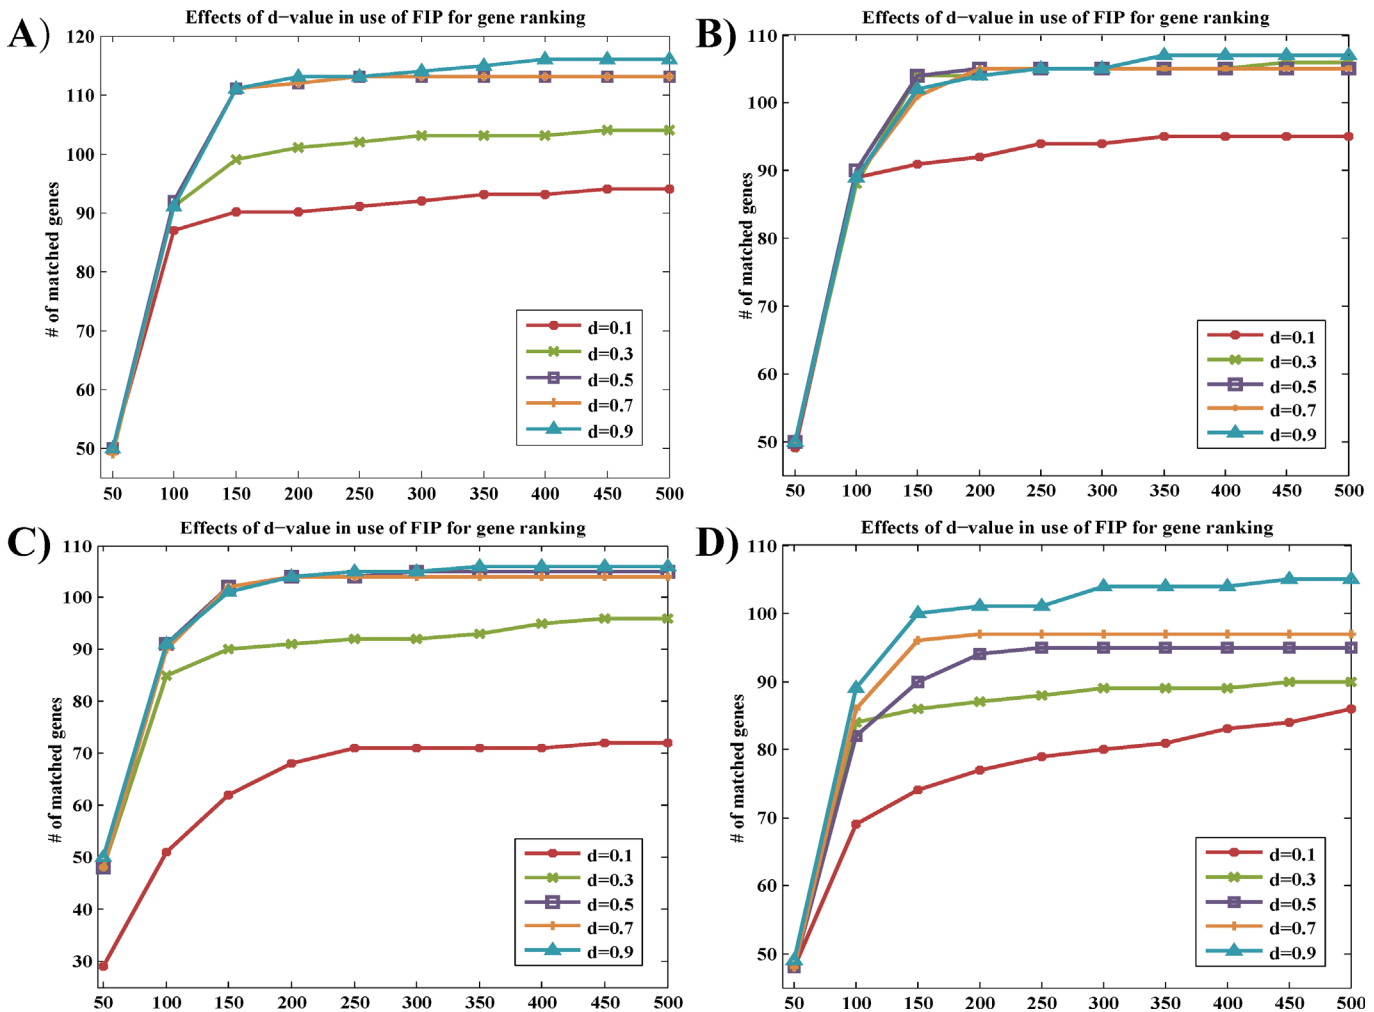 A)
Effects of d−value in use of FIP for gene ranking
120
110
100
90
80
70
60
50
# of matched genes
d=0.1
d=0.3
d=0.5
d=0.7
d=0.9
50 100 150 200 250 300 350 400 450 500
B)
Effects of d−value in use of FIP for gene ranking
110
100
90
80
70
60
50
# of matched genes
d=0.1
d=0.3
d=0.5
d=0.7
d=0.9
50 100 150 200 250 300 350 400 450 500
C)
Effects of d−value in use of FIP for gene ranking
110
100
90
80
70
60
50
40
30
# of matched genes
d=0.1
d=0.3
d=0.5
d=0.7
d=0.9
50 100 150 200 250 300 350 400 450 500
D)
Effects of d−value in use of FIP for gene ranking
110
100
90
80
70
60
50
# of matched genes
d=0.1
d=0.3
d=0.5
d=0.7
d=0.9
50 100 150 200 250 300 350 400 450 500